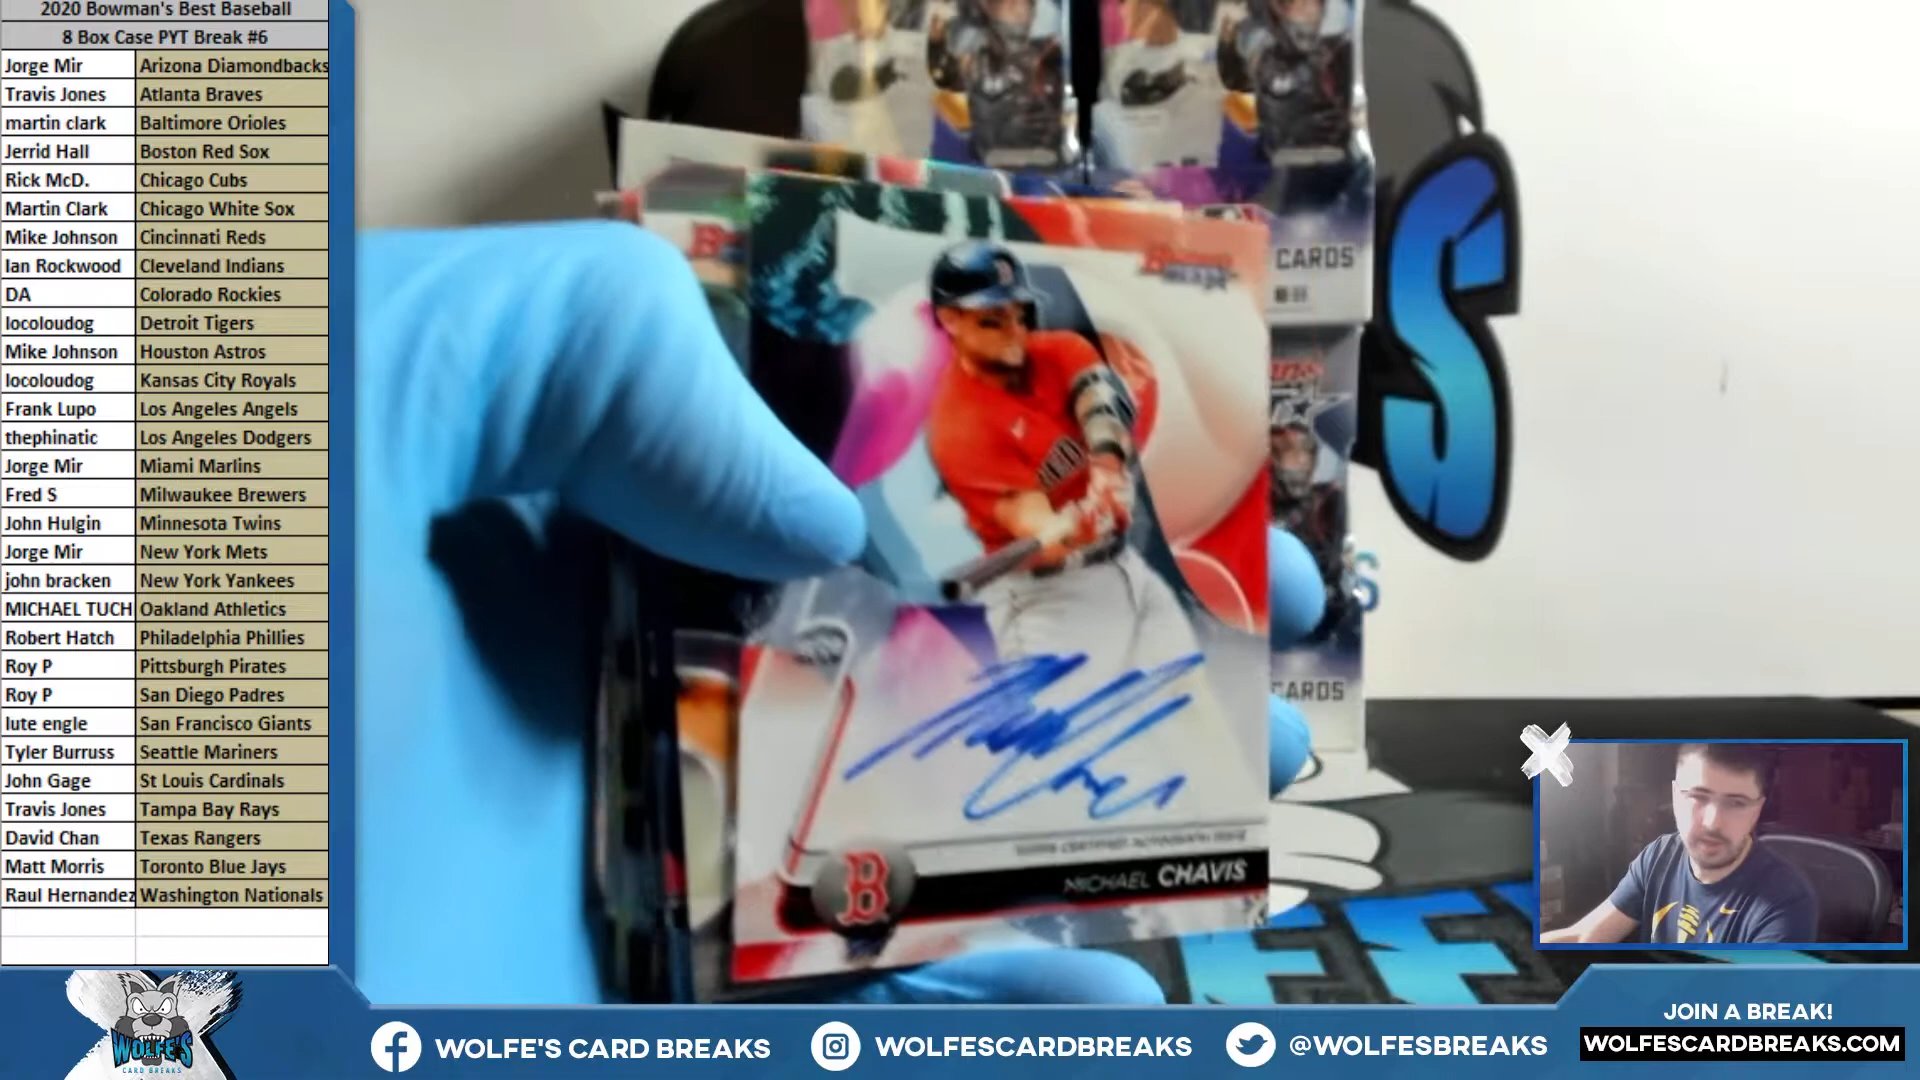 2020 Bowman's Best Baseball
8 Box Case PYT Break #6
Jorge Mir Arizona Diamondbacks
Travis Jones Atlanta Braves
martin clark Baltimore Orioles
Jerrid Hall Boston Red Sox
Rick McD. Chicago Cubs
Martin Clark Chicago White Sox
Mike Johnson Cincinnati Reds
Ian Rockwood Cleveland Indians
DA Colorado Rockies
locoloudog Detroit Tigers
Mike Johnson Houston Astros
locoloudog Kansas City Royals
Frank Lupo Los Angeles Angels
thephinatic Los Angeles Dodgers
Jorge Mir Miami Marlins
Fred S Milwaukee Brewers
John Hulgin Minnesota Twins
Jorge Mir New York Mets
john bracken New York Yankees
MICHAEL TUCH Oakland Athletics
Robert Hatch Philadelphia Phillies
Roy P Pittsburgh Pirates
Roy P San Diego Padres
lute engle San Francisco Giants
Tyler Burruss Seattle Mariners
John Gage St Louis Cardinals
Travis Jones Tampa Bay Rays
David Chan Texas Rangers
Matt Morris Toronto Blue Jays
Raul Hernandez Washington Nationals
CARDS
S
CARDS
B
MICHAEL CHAVIS
WOLFE'S
CARD BREAKS
WOLFE'S CARD BREAKS
WOLFESCARDBREAKS
@WOLFESBREAKS
JOIN A BREAK!
WOLFESCARDBREAKS.COM